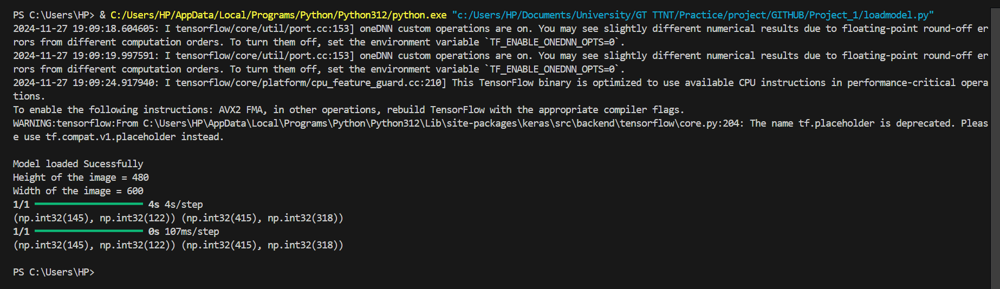 PS C:\Users\HP> & C:/Users/HP/AppData/Local/Programs/Python/Python312/python.exe "c:/Users/HP/Documents/University/GT TTNT/Practice/project/GITHUB/Project_1/loadmodel.py"
2024-11-27 19:09:18.604605: I tensorflow/core/util/port.cc:153] oneDNN custom operations are on. You may see slightly different numerical results due to floating-point round-off er
rors from different computation orders. To turn them off, set the environment variable `TF_ENABLE_ONEDNN_OPTS=0`.
2024-11-27 19:09:19.997591: I tensorflow/core/util/port.cc:153] oneDNN custom operations are on. You may see slightly different numerical results due to floating-point round-off er
rors from different computation orders. To turn them off, set the environment variable `TF_ENABLE_ONEDNN_OPTS=0`.
2024-11-27 19:09:24.917940: I tensorflow/core/platform/cpu_feature_guard.cc:210] This TensorFlow binary is optimized to use available CPU instructions in performance-critical opera
tions.
To enable the following instructions: AVX2 FMA, in other operations, rebuild TensorFlow with the appropriate compiler flags.
WARNING:tensorflow:From C:\Users\HP\AppData\Local\Programs\Python\Python312\Lib\site-packages\keras\src\backend\tensorflow\core.py:204: The name tf.placeholder is deprecated. Pleas
e use tf.compat.v1.placeholder instead.
Model loaded Sucessfully
Height of the image = 480
Width of the image = 600
1/1 ━━━━━━━━━━━━━━━━━━━━ 4s 4s/step
(np.int32(145), np.int32(122)) (np.int32(415), np.int32(318))
1/1 ━━━━━━━━━━━━━━━━━━━━ 0s 107ms/step
(np.int32(145), np.int32(122)) (np.int32(415), np.int32(318))
PS C:\Users\HP>